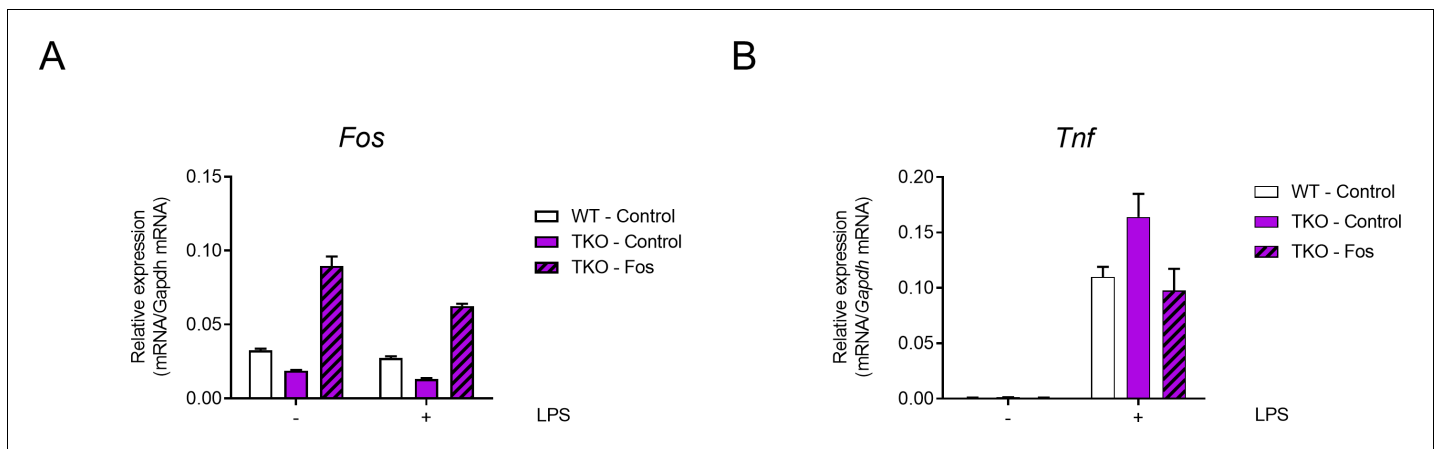 A
B
Fos
Tnf
Relative expression
(mRNA/Gapdh mRNA)
0.15
0.10
0.05
0.00
-
+
LPS
WT - Control
TKO - Control
TKO - Fos
Relative expression
(mRNA/Gapdh mRNA)
0.20
0.15
0.10
0.05
0.00
-
+
LPS
WT - Control
TKO - Control
TKO - Fos